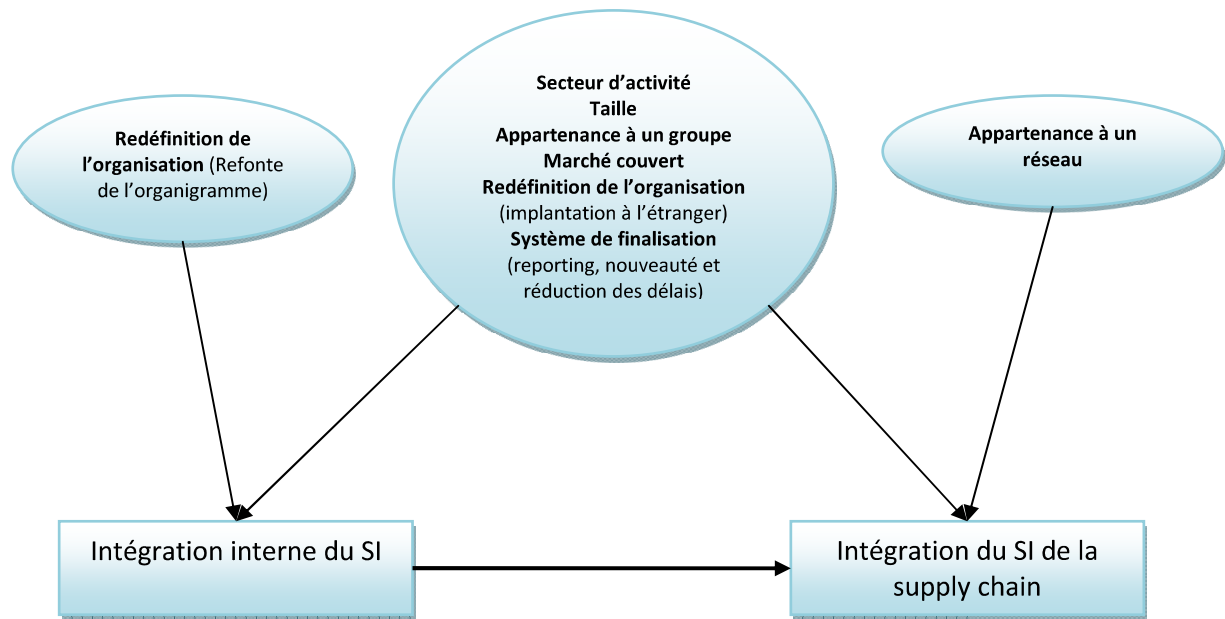 Redéfinition de
l'organisation (Refonte
de l'organigramme)
Secteur d'activité
Taille
Appartenance à un groupe
Marché couvert
Redéfinition de l'organisation
(implantation à l'étranger)
Système de finalisation
(reporting, nouveauté et
réduction des délais)
Appartenance à un
réseau
Intégration interne du SI
Intégration du SI de la
supply chain